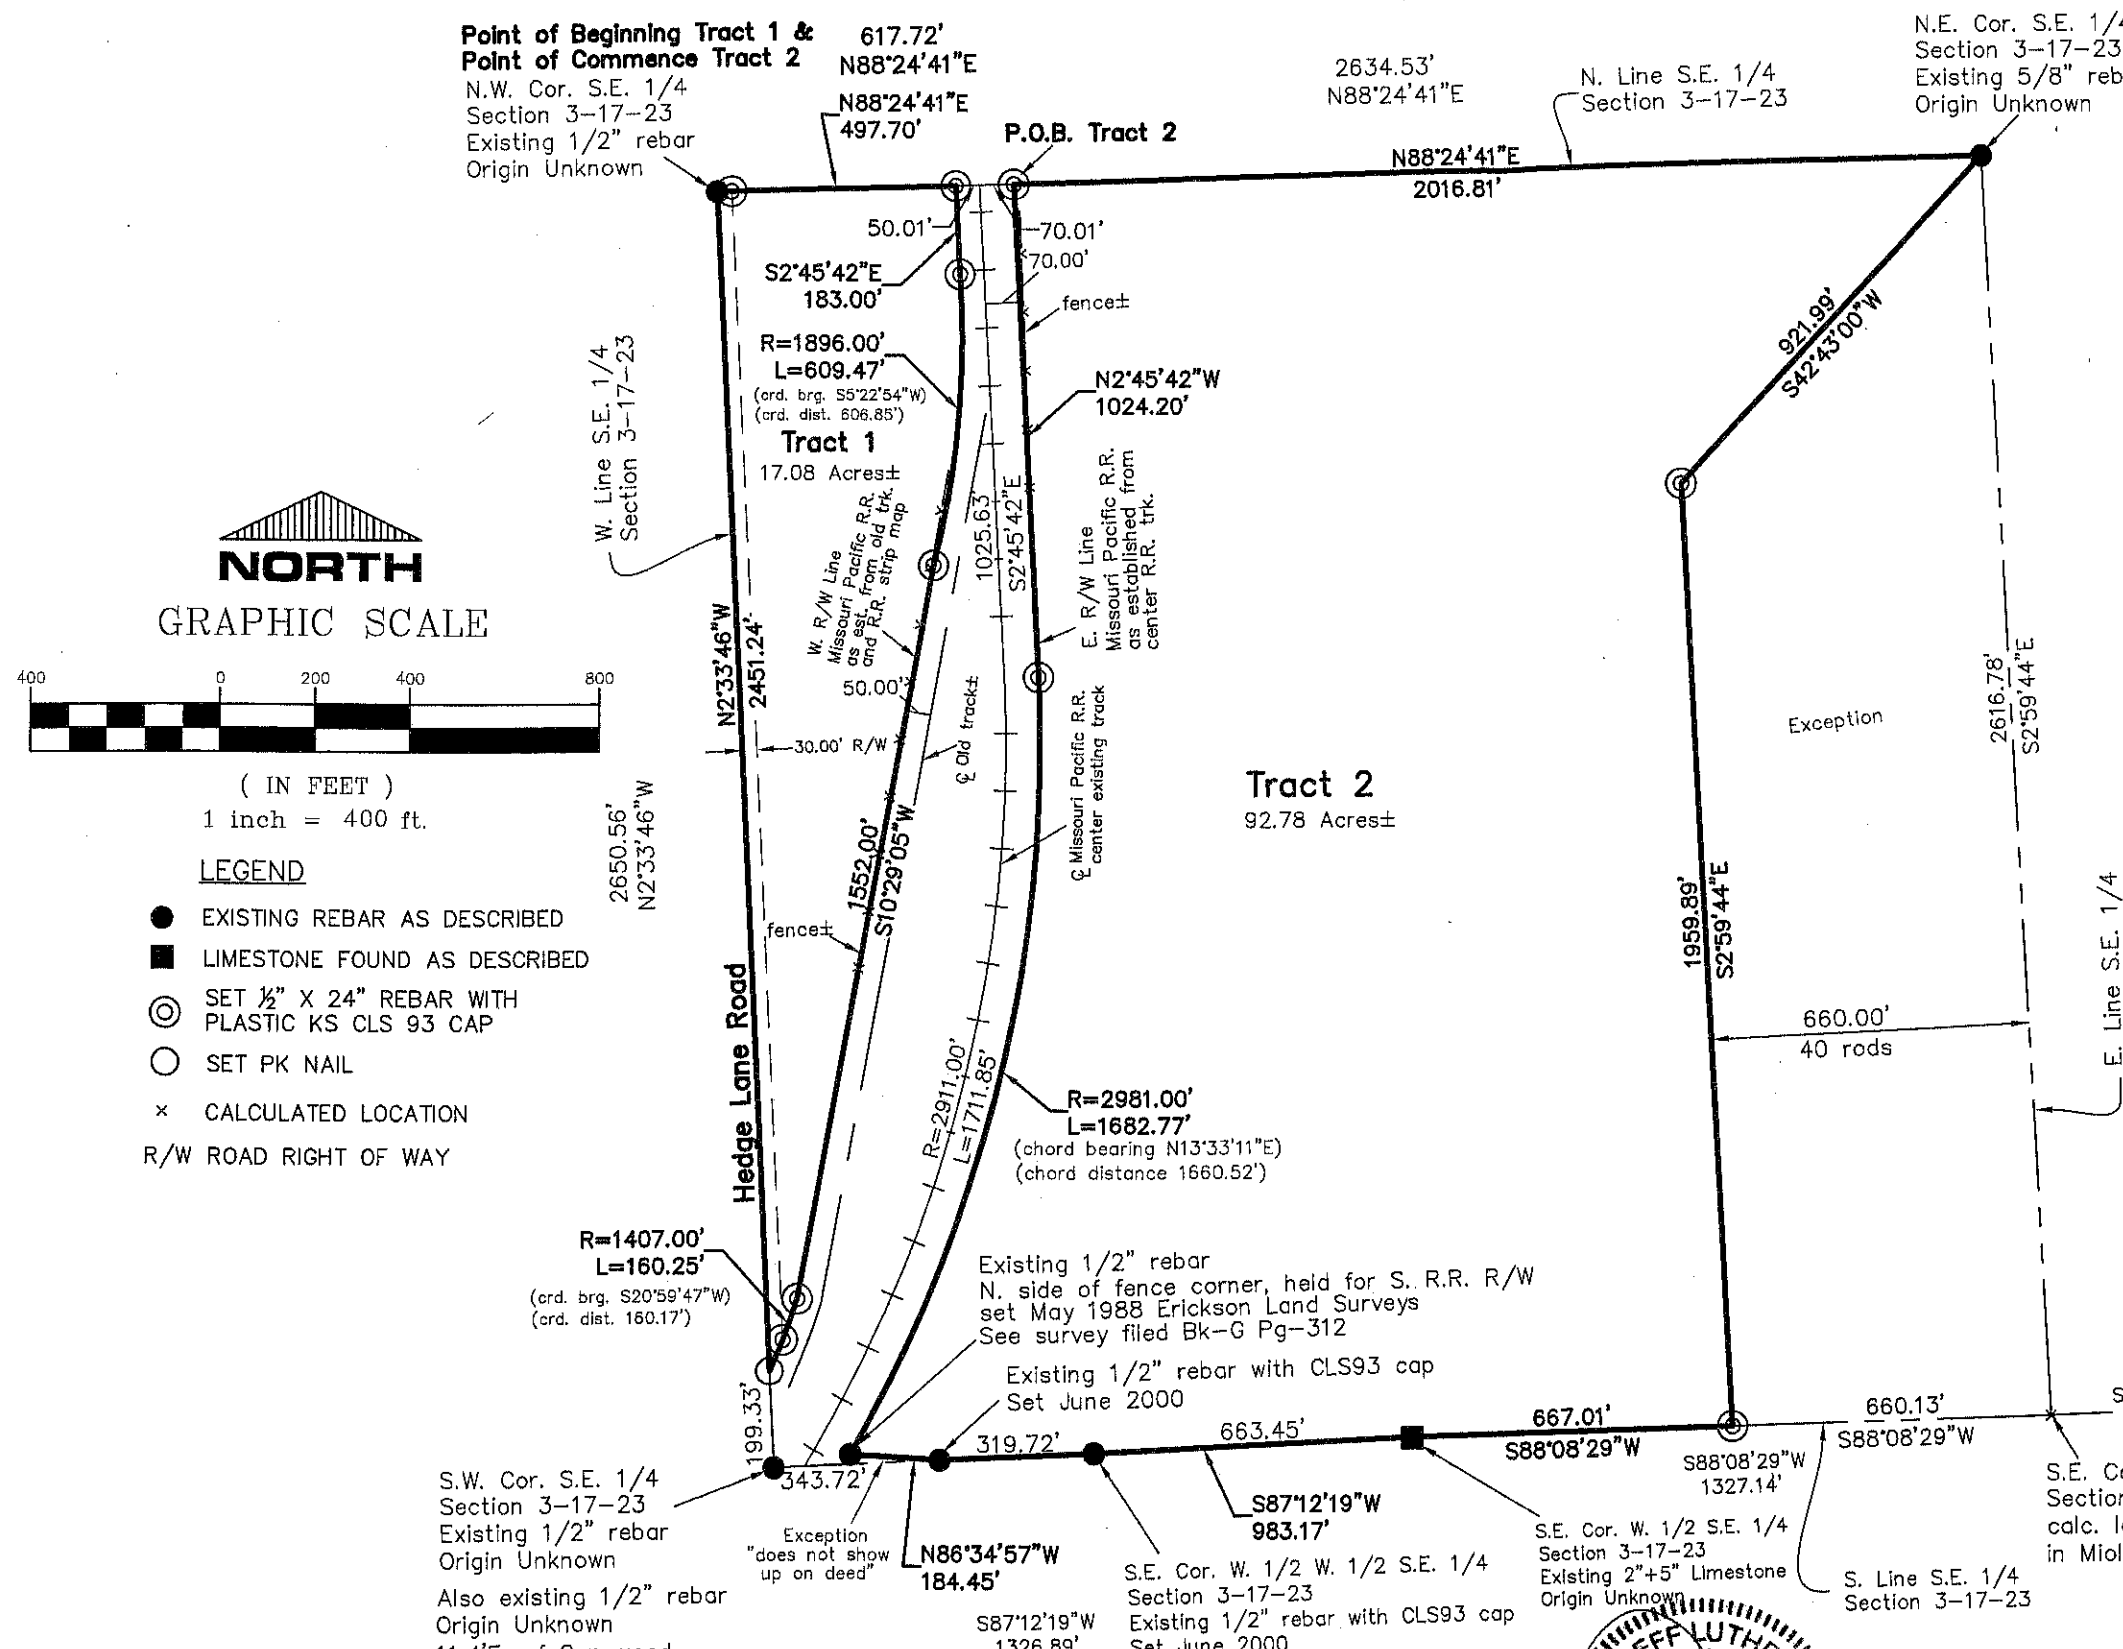 Point of Beginning Tract 1 &
Point of Commence Tract 2
N.W. Cor. S.E. 1/4
Section 3-17-23
Existing 1/2" rebar
Origin Unknown
617.72'
N88°24'41"E
N88°24'41"E
497.70'
P.O.B. Tract 2
2634.53'
N88°24'41"E
N. Line S.E. 1/4
Section 3-17-23
N.E. Cor. S.E.
Section 3-17-23
Existing 5/8"
Origin Unknown
N88°24'41"E
2016.81'
50.01'
70.01'
70.00'
S2°45'42"E
183.00'
fence±
R=1896.00'
L=609.47'
(crd. brg. S5°22'54"W)
(crd. dist. 606.85')
Tract 1
17.08 Acres±
N2°45'42"W
1024.20'
921.99'
S42°43'00"W
W. Line S.E. 1/4
Section 3-17-23
W. R/W Line
Missouri Pacific R.R.
as est. from old trk.
and R.R. strip map
1025.63'
S2°45'42"E
E. R/W Line
Missouri Pacific R.R.
as established from
center R.R. trk.
NORTH
GRAPHIC SCALE
400 0 200 400 800
( IN FEET )
1 inch = 400 ft.
N2°33'46"W
2451.24'
50.00'
30.00' R/W
℄ Old track±
℄ Missouri Pacific R.R.
center existing track
Tract 2
92.78 Acres±
Exception
2616.78'
S2°59'44"E
2650.56'
N2°33'46"W
1552.00'
S10°29'05"W
fence±
LEGEND
EXISTING REBAR AS DESCRIBED
LIMESTONE FOUND AS DESCRIBED
SET ½" X 24" REBAR WITH
PLASTIC KS CLS 93 CAP
SET PK NAIL
CALCULATED LOCATION
R/W ROAD RIGHT OF WAY
Hedge Lane Road
1959.89'
S2°59'44"E
660.00'
40 rods
E. Line S.E. 1/4
R=2911.00'
L=1711.85'
R=2981.00'
L=1682.77'
(chord bearing N13°33'11"E)
(chord distance 1660.52')
R=1407.00'
L=160.25'
(crd. brg. S20°59'47"W)
(crd. dist. 160.17')
Existing 1/2" rebar
N. side of fence corner, held for S. R.R. R/W
set May 1988 Erickson Land Surveys
See survey filed Bk-G Pg-312
Existing 1/2" rebar with CLS93 cap
Set June 2000
199.33'
343.72'
319.72'
663.45'
667.01'
S88°08'29"W
660.13'
S88°08'29"W
S88°08'29"W
1327.14'
S.W. Cor. S.E. 1/4
Section 3-17-23
Existing 1/2" rebar
Origin Unknown
Also existing 1/2" rebar
Origin Unknown
Exception
"does not show
up on deed"
N86°34'57"W
184.45'
S87°12'19"W
983.17'
S87°12'19"W
1326.89'
S.E. Cor. W. 1/2 W. 1/2 S.E. 1/4
Section 3-17-23
Existing 1/2" rebar with CLS93 cap
Set June 2000
S.E. Cor. W. 1/2 S.E. 1/4
Section 3-17-23
Existing 2"+5" Limestone
Origin Unknown
S. Line S.E. 1/4
Section 3-17-23
S.E.
Section
calc.
in